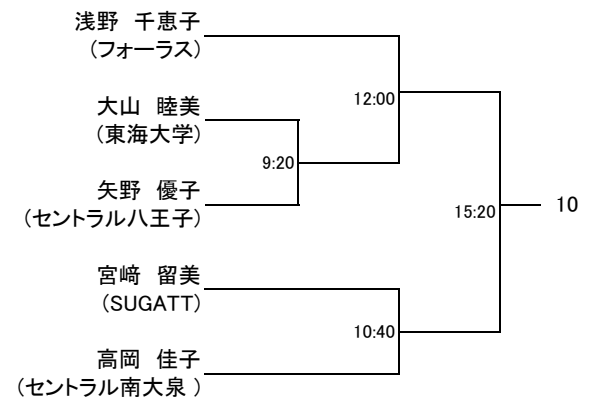 浅野　千恵子
(フォーラス)
12:00
大山　睦美
(東海大学)
9:20
矢野　優子
(セントラル八王子)
15:20
10
宮﨑　留美
(SUGATT)
10:40
高岡　佳子
(セントラル南大泉 )